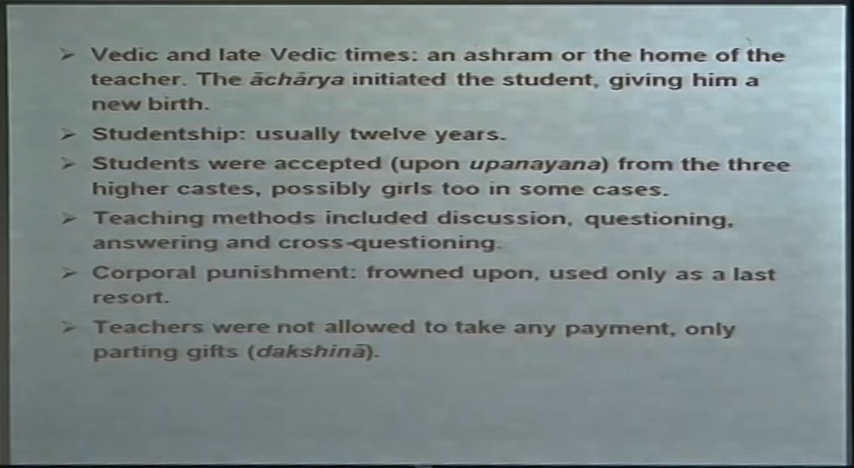 ➢ Vedic and late Vedic times: an ashram or the home of the
teacher. The āchārya initiated the student, giving him a
new birth.
➢ Studentship: usually twelve years.
➢ Students were accepted (upon upanayana) from the three
higher castes, possibly girls too in some cases.
➢ Teaching methods included discussion, questioning,
answering and cross-questioning.
➢ Corporal punishment: frowned upon, used only as a last
resort.
➢ Teachers were not allowed to take any payment, only
parting gifts (dakshinā).